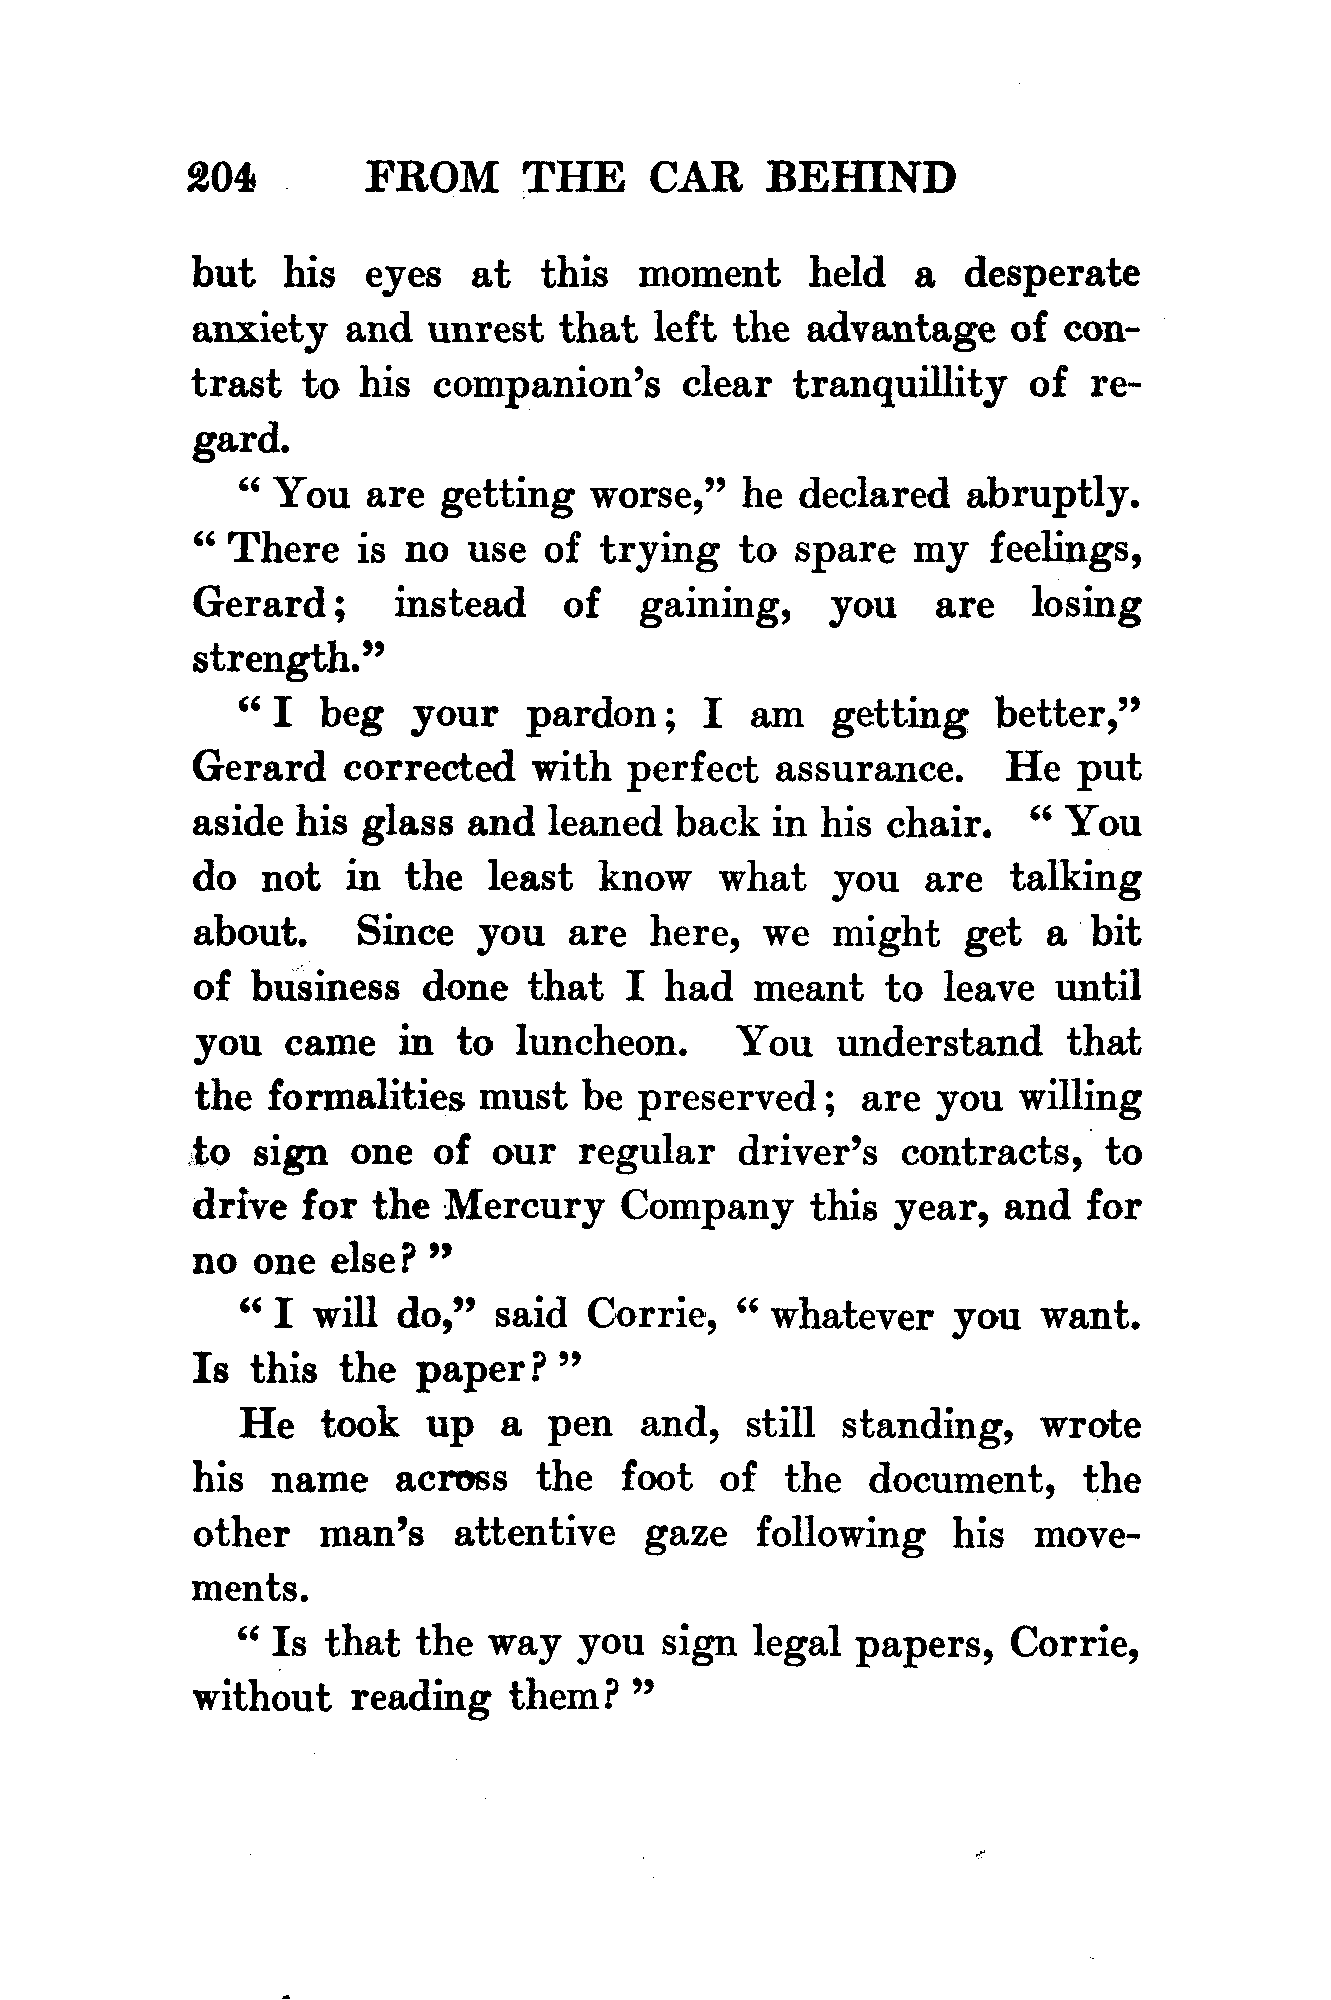 204 FROM THE CAR BEHIND
but his eyes at this moment held a desperate
anxiety and unrest that left the advantage of con-
trast to his companion's clear tranquillity of re-
gard.
" You are getting worse," he declared abruptly.
" There is no use of trying to spare my feelings,
Gerard; instead of gaining, you are losing
strength."
" I beg your pardon; I am getting better,"
Gerard corrected with perfect assurance. He put
aside his glass and leaned back in his chair. " You
do not in the least know what you are talking
about. Since you are here, we might get a bit
of business done that I had meant to leave until
you came in to luncheon. You understand that
the formalities must be preserved; are you willing
to sign one of our regular driver's contracts, to
drive for the Mercury Company this year, and for
no one else? "
" I will do," said Corrie, " whatever you want.
Is this the paper? "
He took up a pen and, still standing, wrote
his name across the foot of the document, the
other man's attentive gaze following his move-
ments.
" Is that the way you sign legal papers, Corrie,
without reading them? "